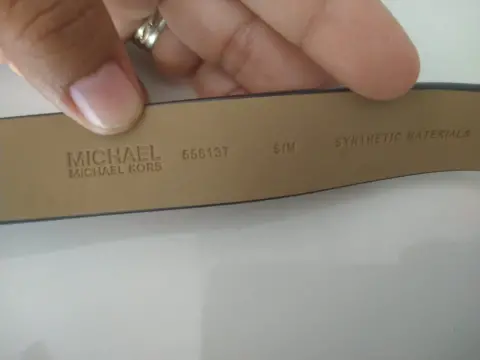 MICHAEL
MICHAEL KORS
556137 S/M SYNTHETIC MATERIALS